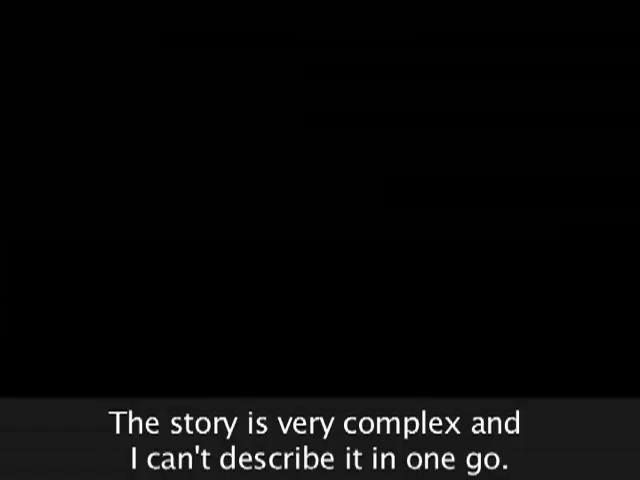 The story is very complex and
I can't describe it in one go.